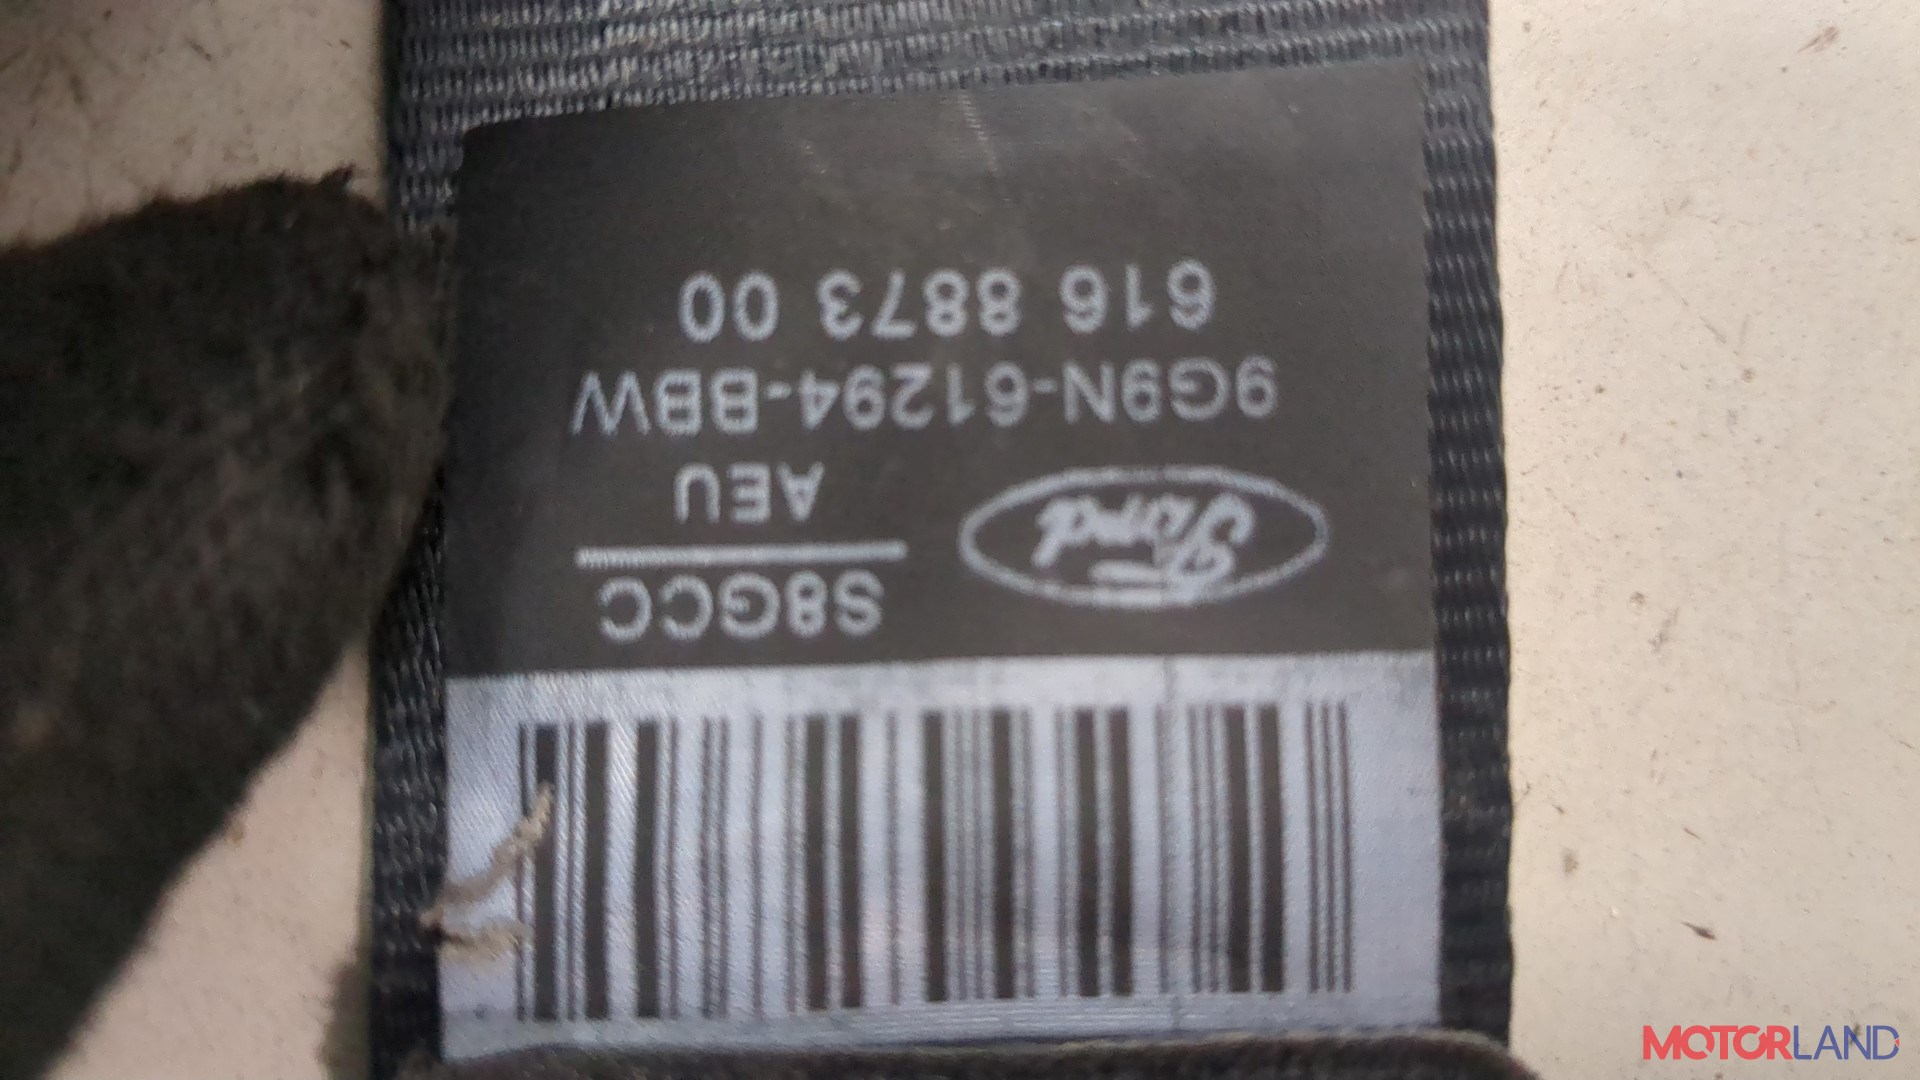 Ford
S8GCC
AEU
9G9N-61294-BBW
616 8873 00
MOTORLAND